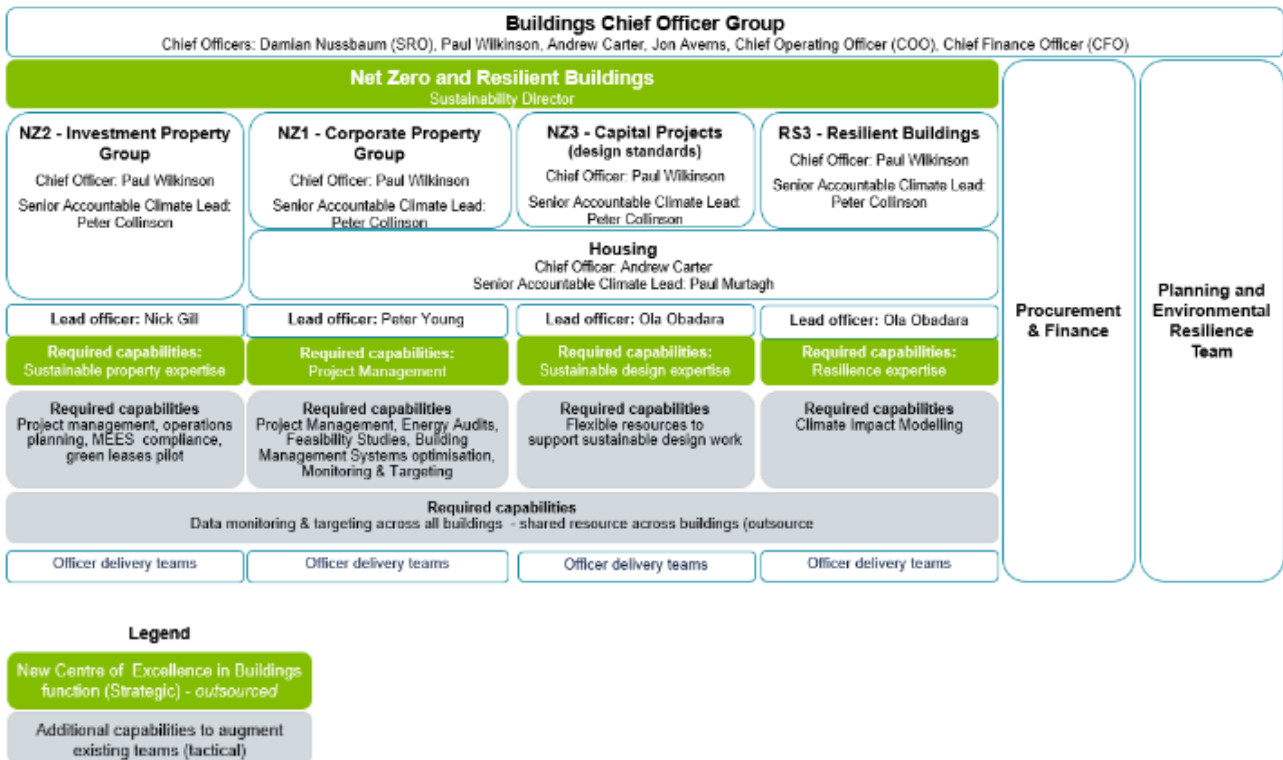 Buildings Chief Officer Group
Chief Officers: Damian Nussbaum (SRO), Paul Wilkinson, Andrew Carter, Jon Averns, Chief Operating Officer (COO), Chief Finance Officer (CFO)
Net Zero and Resilient Buildings
Sustainability Director
NZ2 - Investment Property
Group
Chief Officer: Paul Wilkinson
Senior Accountable Climate Lead:
Peter Collinson
NZ1 - Corporate Property
Group
Chief Officer: Paul Wilkinson
Senior Accountable Climate Lead:
Peter Collinson
NZ3 - Capital Projects
(design standards)
Chief Officer: Paul Wilkinson
Senior Accountable Climate Lead:
Peter Collinson
RS3 - Resilient Buildings
Chief Officer: Paul Wilkinson
Senior Accountable Climate Lead:
Peter Collinson
Housing
Chief Officer: Andrew Carter
Senior Accountable Climate Lead: Paul Murtagh
Lead officer: Nick Gill
Lead officer: Peter Young
Lead officer: Ola Obadara
Lead officer: Ola Obadara
Required capabilities:
Sustainable property expertise
Required capabilities:
Project Management
Required capabilities:
Sustainable design expertise
Required capabilities:
Resilience expertise
Required capabilities
Project management, operations
planning, MEES compliance,
green leases pilot
Required capabilities
Project Management, Energy Audits,
Feasibility Studies, Building
Management Systems optimisation,
Monitoring & Targeting
Required capabilities
Flexible resources to
support sustainable design work
Required capabilities
Climate Impact Modelling
Required capabilities
Data monitoring & targeting across all buildings - shared resource across buildings (outsource
Officer delivery teams
Officer delivery teams
Officer delivery teams
Officer delivery teams
Procurement
& Finance
Planning and
Environmental
Resilience
Team
Legend
New Centre of Excellence in Buildings
function (Strategic) - outsourced
Additional capabilities to augment
existing teams (tactical)